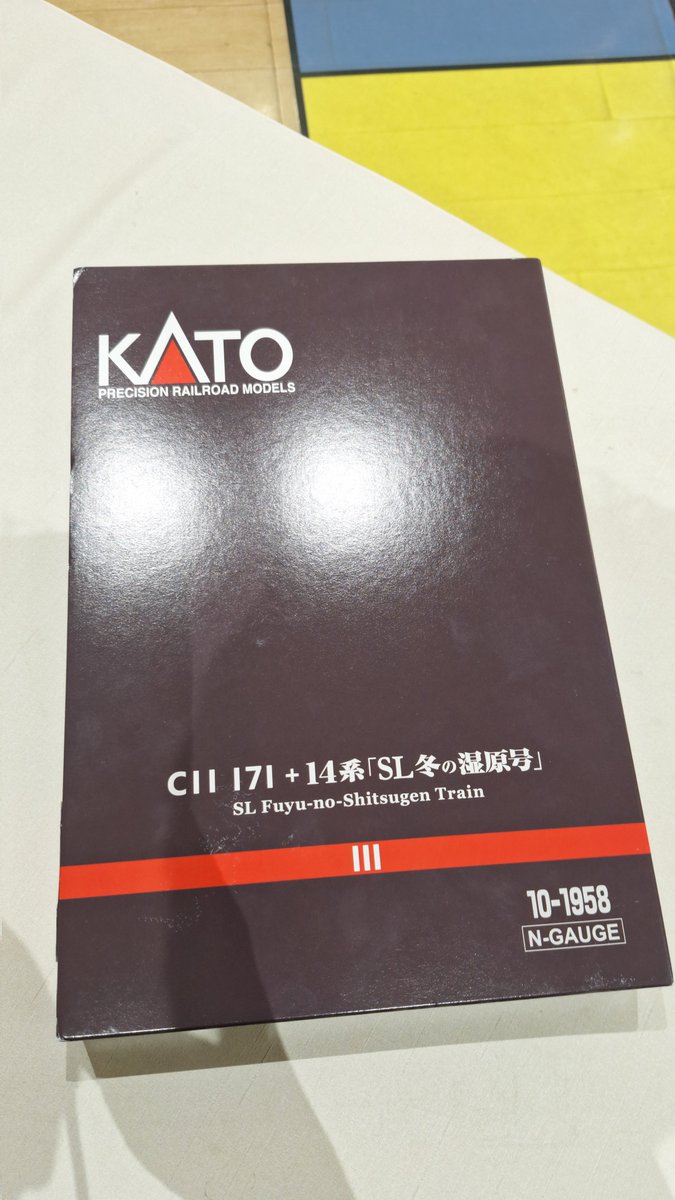 KATO
PRECISION RAILROAD MODELS
C11 171 + 14系「SL冬の湿原号」
SL Fuyu-no-Shitsugen Train
10-1958
N-GAUGE